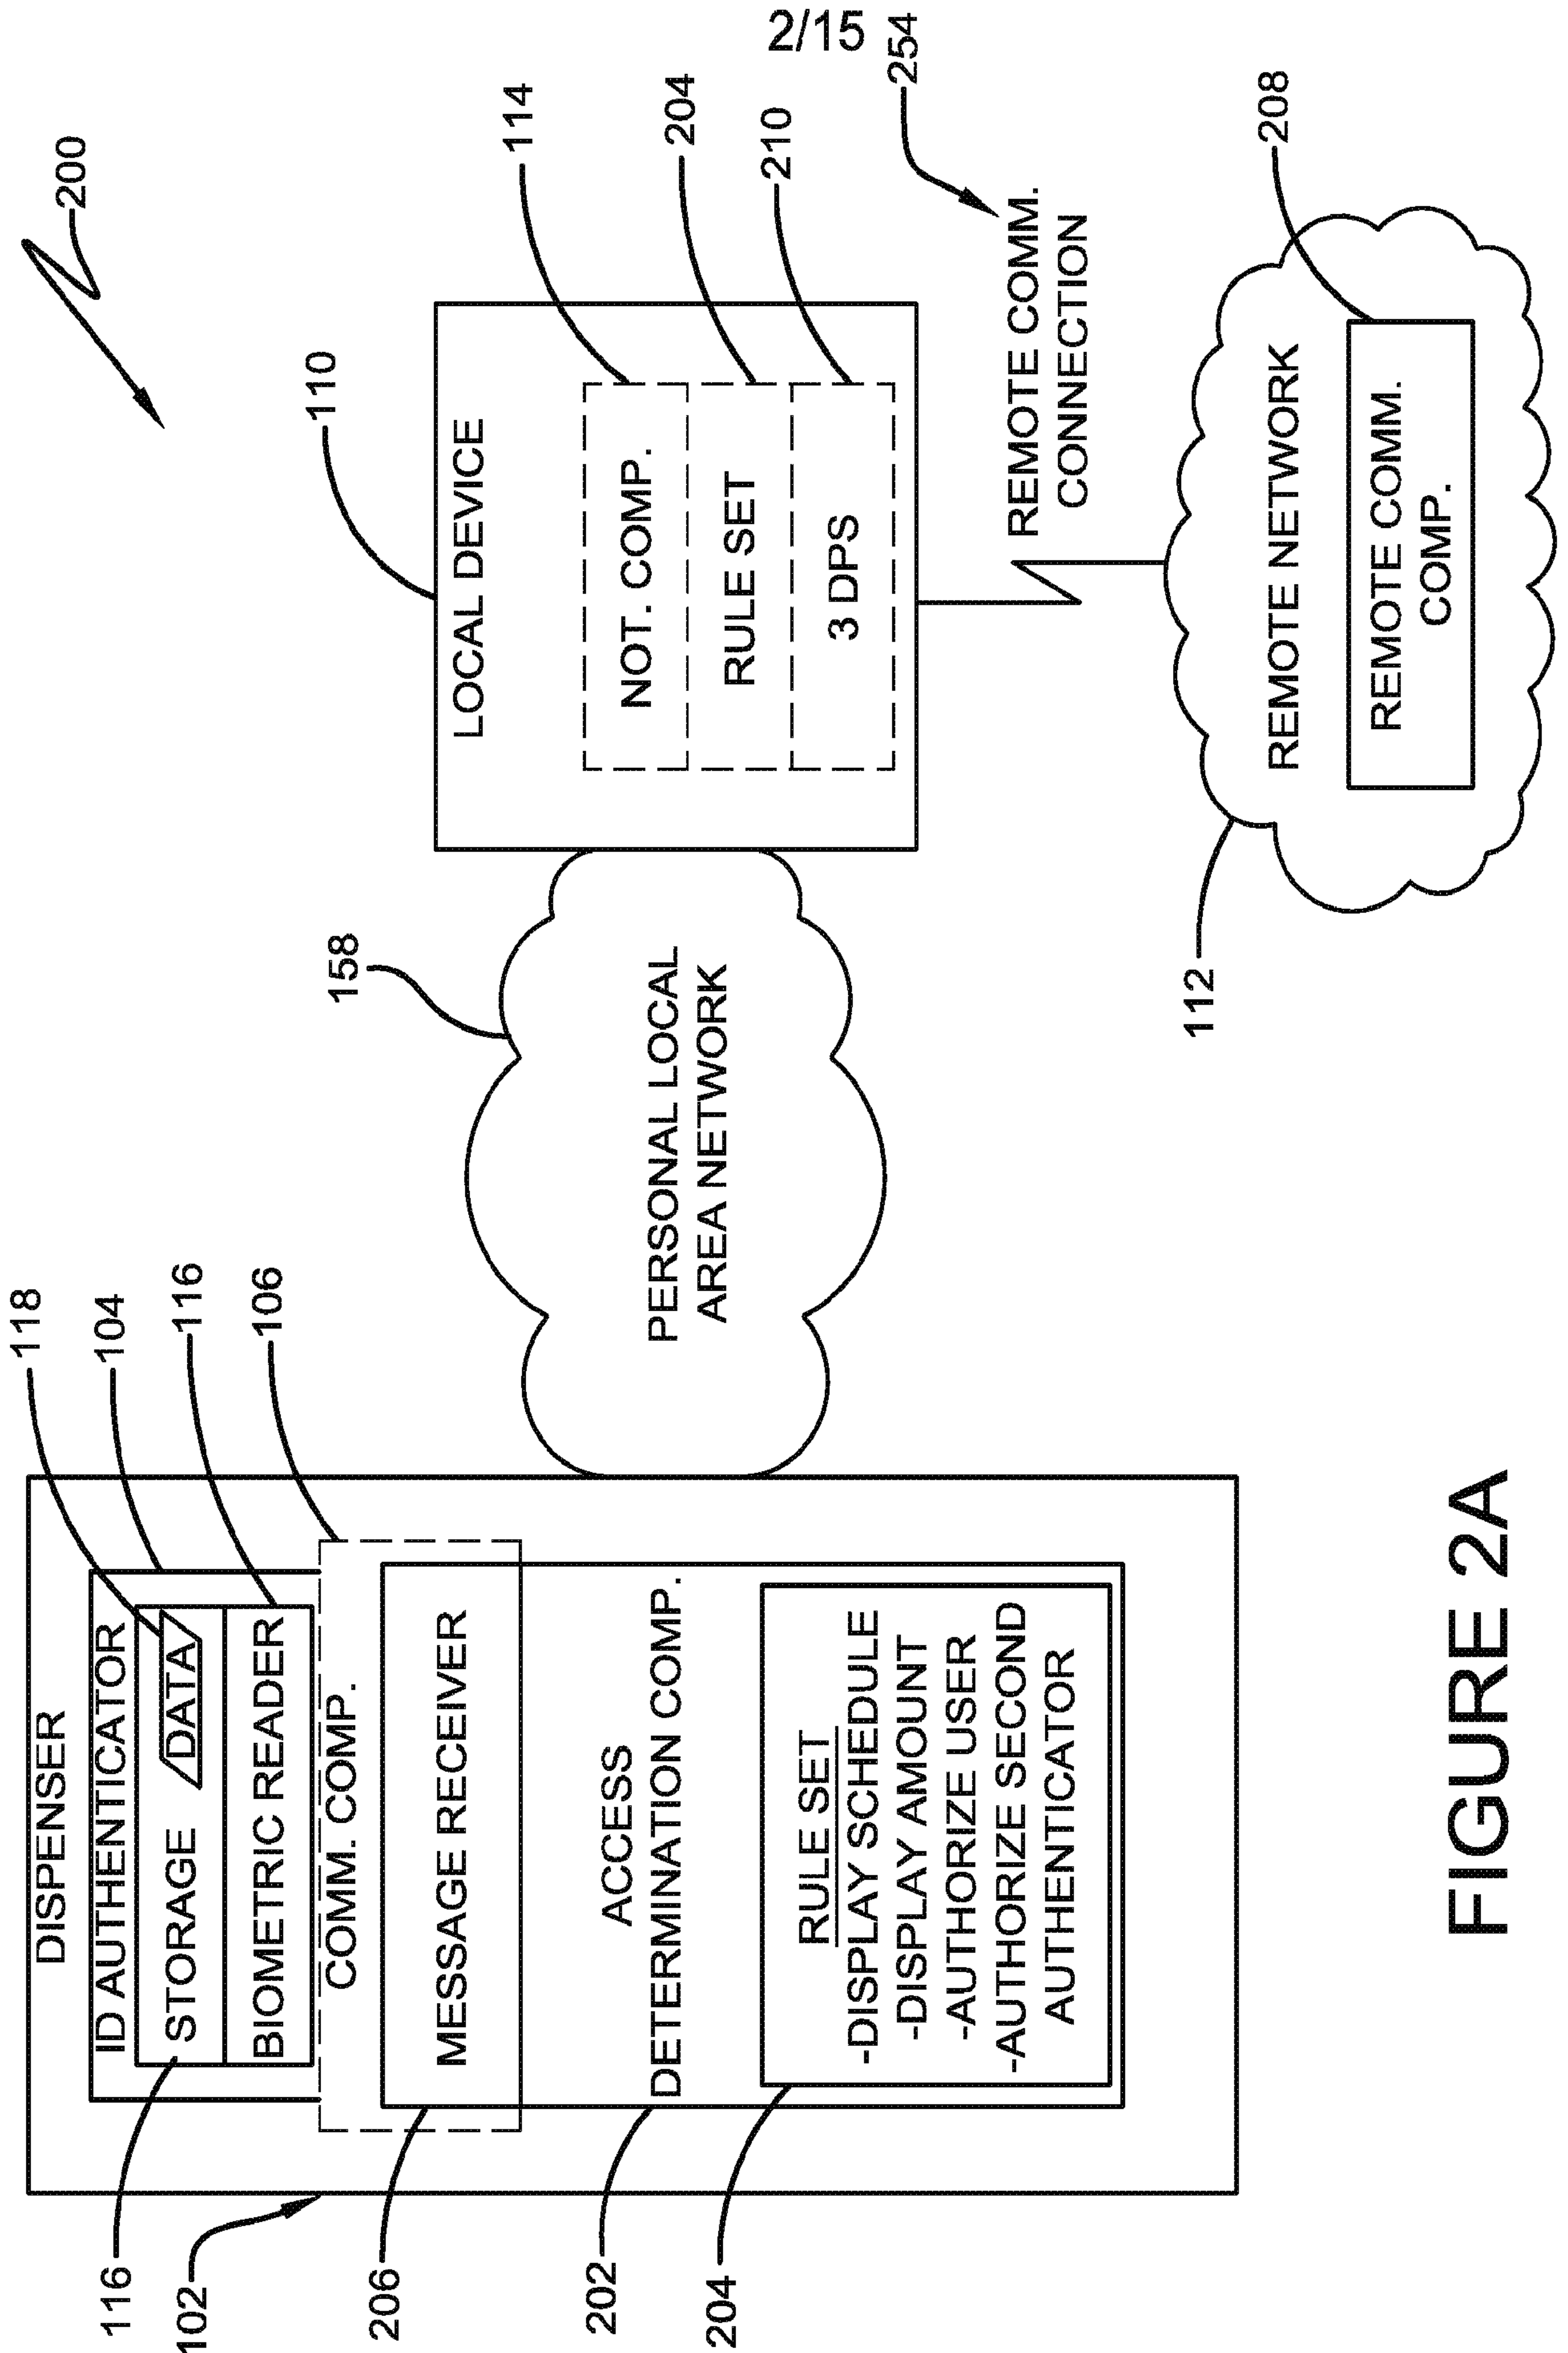 2/15
200
DISPENSER
ID AUTHENTICATOR
STORAGE
DATA
BIOMETRIC READER
COMM. COMP.
MESSAGE RECEIVER
ACCESS
DETERMINATION COMP.
RULE SET
-DISPLAY SCHEDULE
-DISPLAY AMOUNT
-AUTHORIZE USER
-AUTHORIZE SECOND
AUTHENTICATOR
118
104
116
106
116
102
206
202
204
158
PERSONAL LOCAL
AREA NETWORK
110
LOCAL DEVICE
NOT. COMP.
RULE SET
3 DPS
114
204
210
254
REMOTE COMM.
CONNECTION
208
REMOTE NETWORK
REMOTE COMM.
COMP.
112
FIGURE 2A